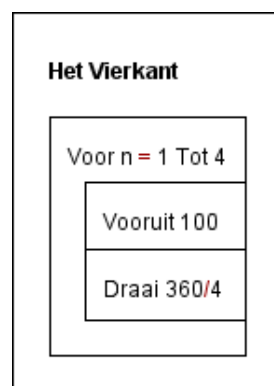 Het Vierkant
Voor n = 1 Tot 4
Vooruit 100
Draai 360/4